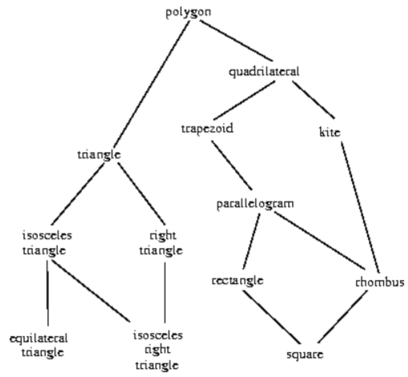 polygon
quadrilateral
trapezoid
kite
triangle
parallelogram
isosceles
triangle
right
triangle
rectangle
rhombus
equilateral
triangle
isosceles
right
triangle
square